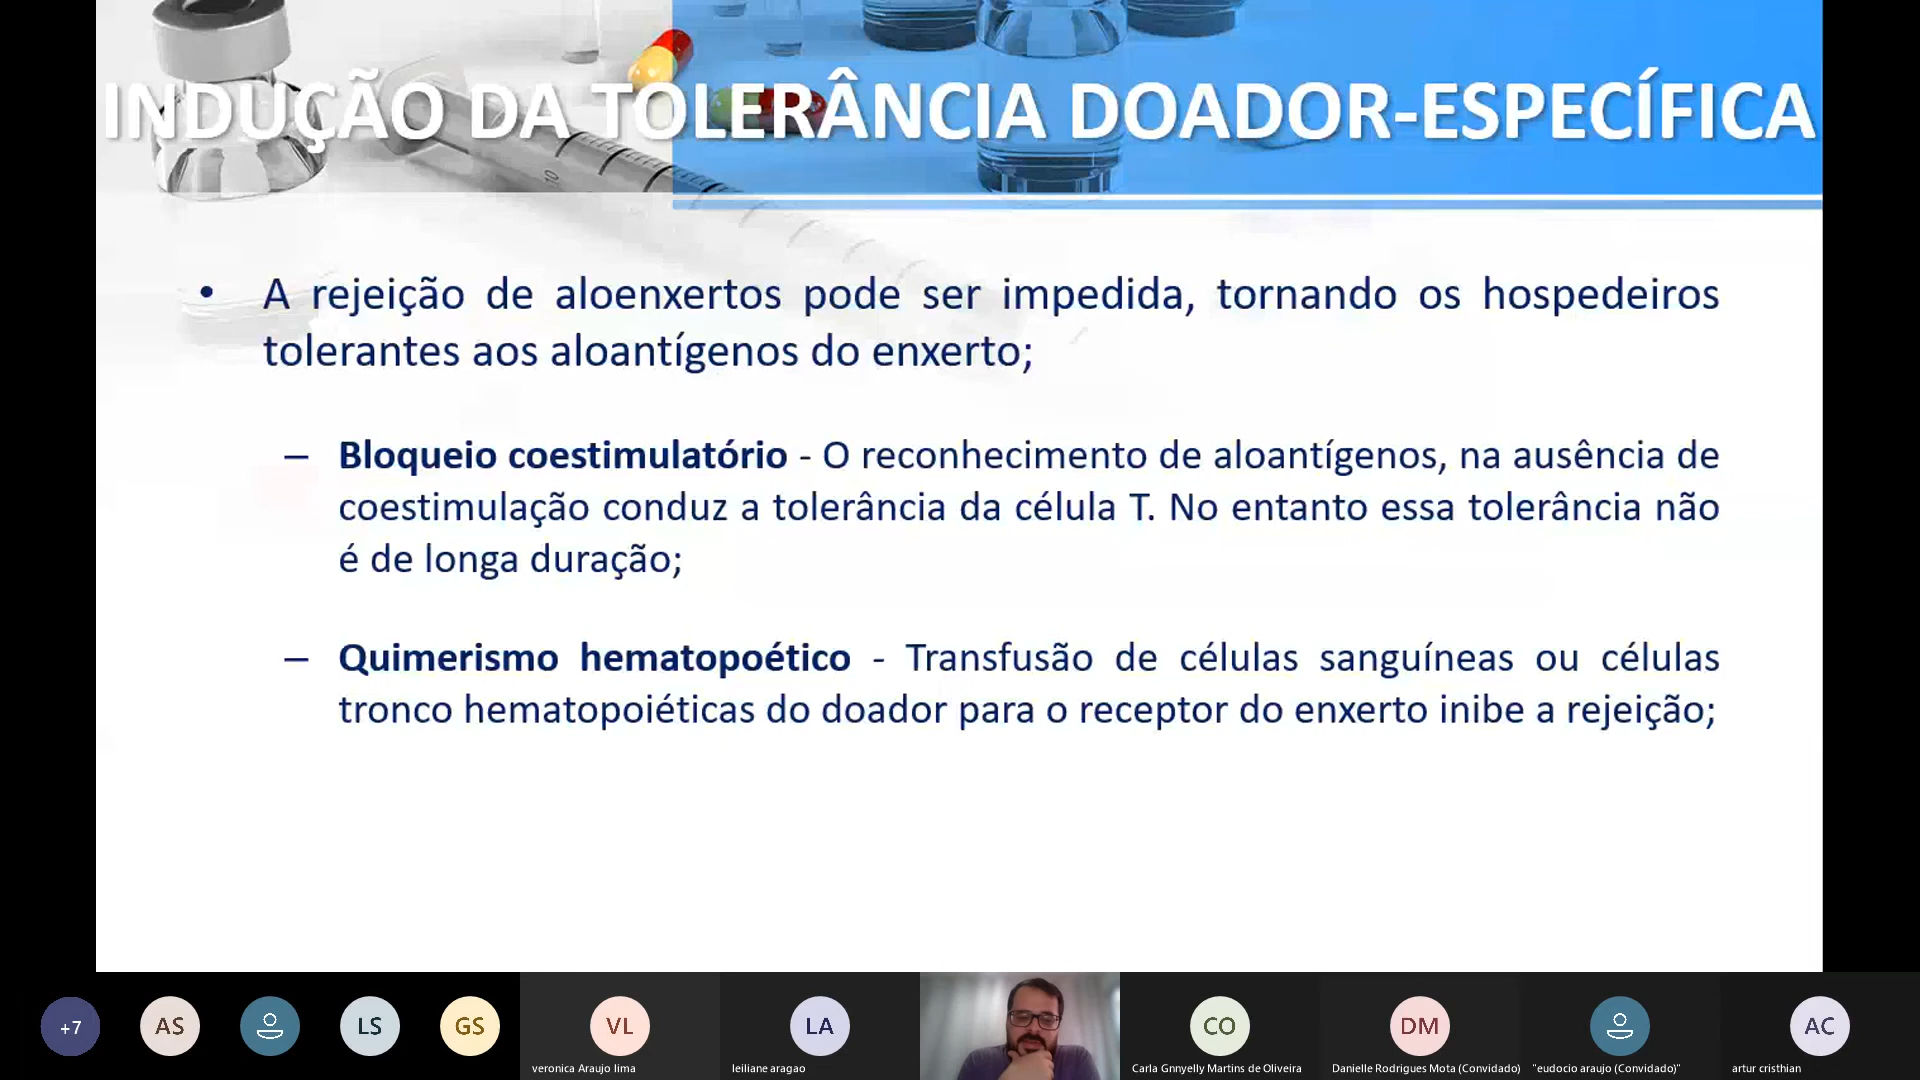 INDUÇÃO DA TOLERÂNCIA DOADOR-ESPECÍFICA
• A rejeição de aloenxertos pode ser impedida, tornando os hospedeiros
tolerantes aos aloantígenos do enxerto;
– Bloqueio coestimulatório - O reconhecimento de aloantígenos, na ausência de
coestimulação conduz a tolerância da célula T. No entanto essa tolerância não
é de longa duração;
– Quimerismo hematopoético - Transfusão de células sanguíneas ou células
tronco hematopoiéticas do doador para o receptor do enxerto inibe a rejeição;
+7
AS
LS
GS
VL
LA
CO
DM
AC
veronica Araujo lima
leiliane aragao
Carla Gnnyelly Martins de Oliveira
Danielle Rodrigues Mota (Convidado)
"eudocio araujo (Convidado)"
artur cristhian
10